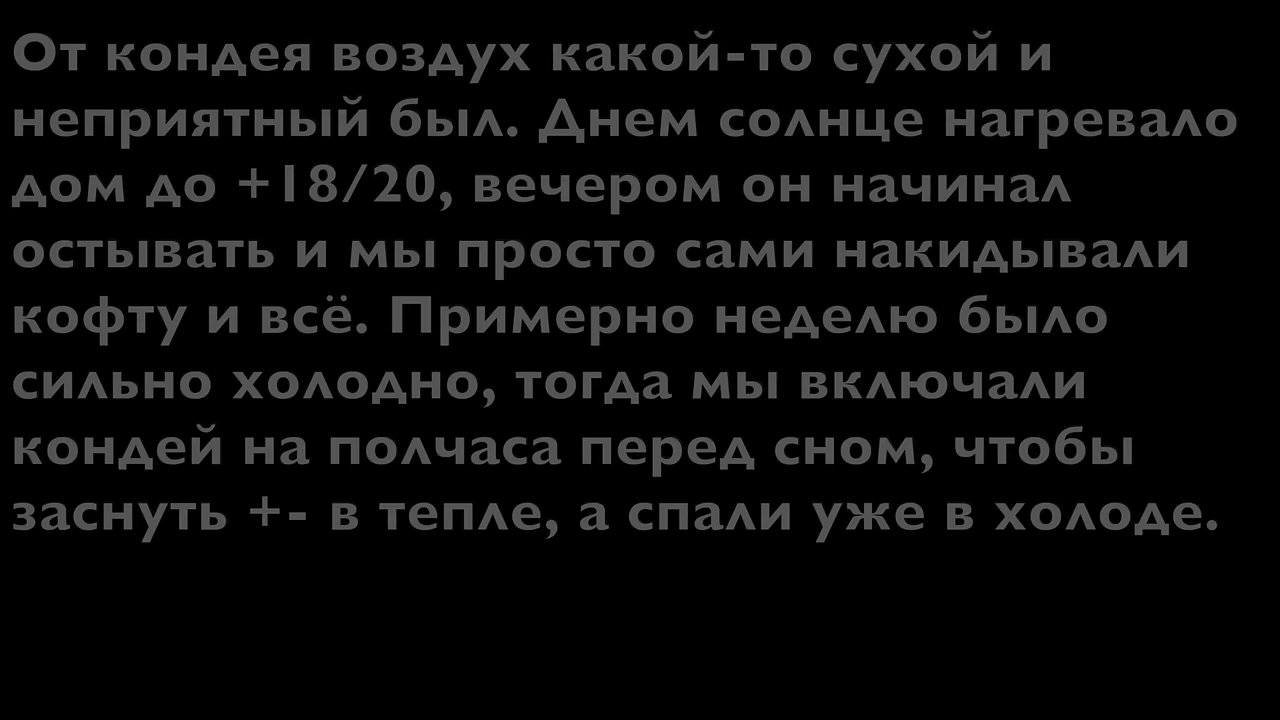 От кондея воздух какой-то сухой и
неприятный был. Днем солнце нагревало
дом до +18/20, вечером он начинал
остывать и мы просто сами накидывали
кофту и всё. Примерно неделю было
сильно холодно, тогда мы включали
кондей на полчаса перед сном, чтобы
заснуть +- в тепле, а спали уже в холоде.